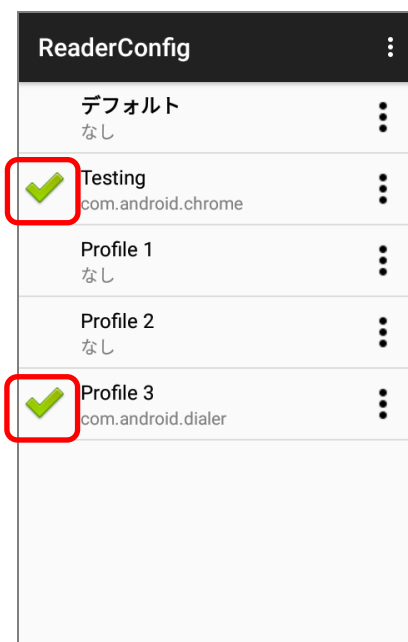 ReaderConfig
デフォルト
なし
Testing
com.android.chrome
Profile 1
なし
Profile 2
なし
Profile 3
com.android.dialer